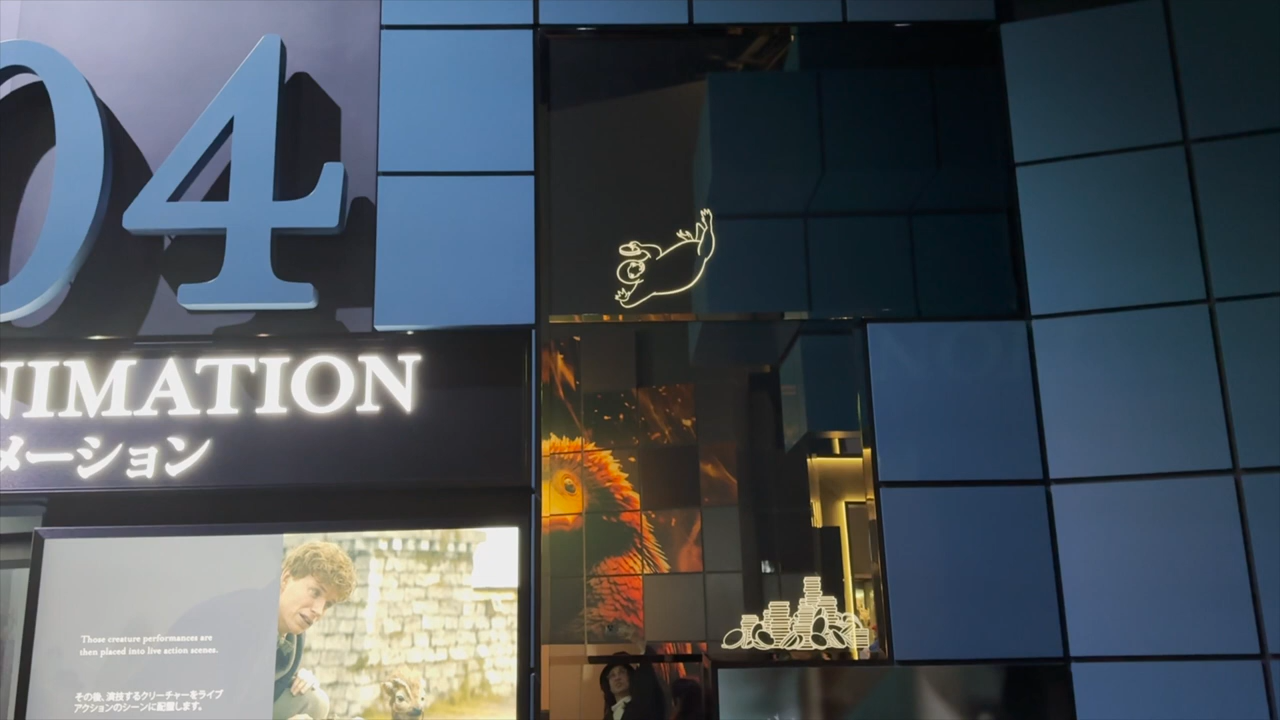 04
NIMATION
メーション
Those creature performances are
then placed into live action scenes.
その後、演技するクリーチャーをライブ
アクションのシーンに配置します。